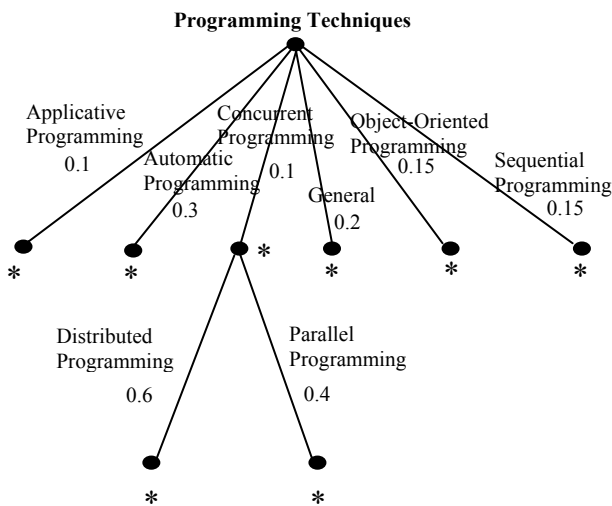 Programming Techniques
Applicative
Programming
0.1
Automatic
Programming
0.3
Concurrent
Programming
0.1
General
0.2
Object-Oriented
Programming
0.15
Sequential
Programming
0.15
*
*
*
*
*
*
Distributed
Programming
0.6
Parallel
Programming
0.4
*
*